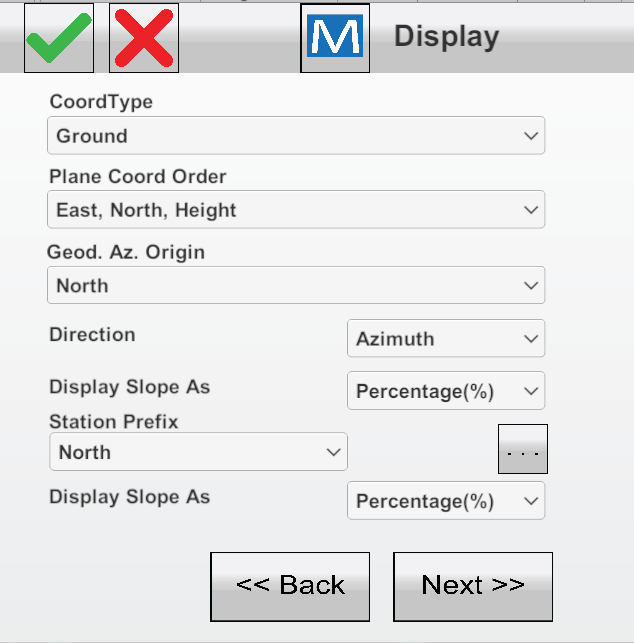 M Display
CoordType
Ground
Plane Coord Order
East, North, Height
Geod. Az. Origin
North
Direction Azimuth
Display Slope As Percentage(%)
Station Prefix
North . . .
Display Slope As Percentage(%)
<< Back Next >>